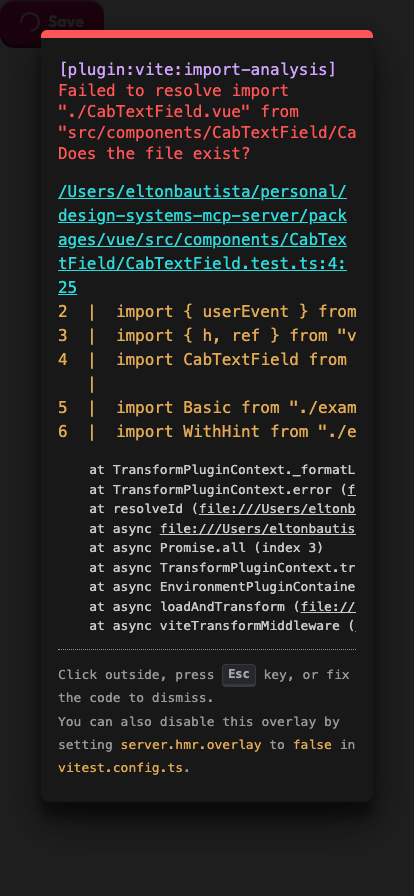 Save
[plugin:vite:import-analysis]
Failed to resolve import
"./CabTextField.vue" from
"src/components/CabTextField/Ca
Does the file exist?
/Users/eltonbautista/personal/
design-systems-mcp-server/pack
ages/vue/src/components/CabTex
tField/CabTextField.test.ts:4:
25
2 | import { userEvent } from
3 | import { h, ref } from "v
4 | import CabTextField from
|
5 | import Basic from "./exam
6 | import WithHint from "./e
at TransformPluginContext._formatL
at TransformPluginContext.error (f
at resolveId (file:///Users/eltonb
at async file:///Users/eltonbautis
at async Promise.all (index 3)
at async TransformPluginContext.tr
at async EnvironmentPluginContaine
at async loadAndTransform (file://
at async viteTransformMiddleware (
Click outside, press Esc key, or fix
the code to dismiss.
You can also disable this overlay by
setting server.hmr.overlay to false in
vitest.config.ts.